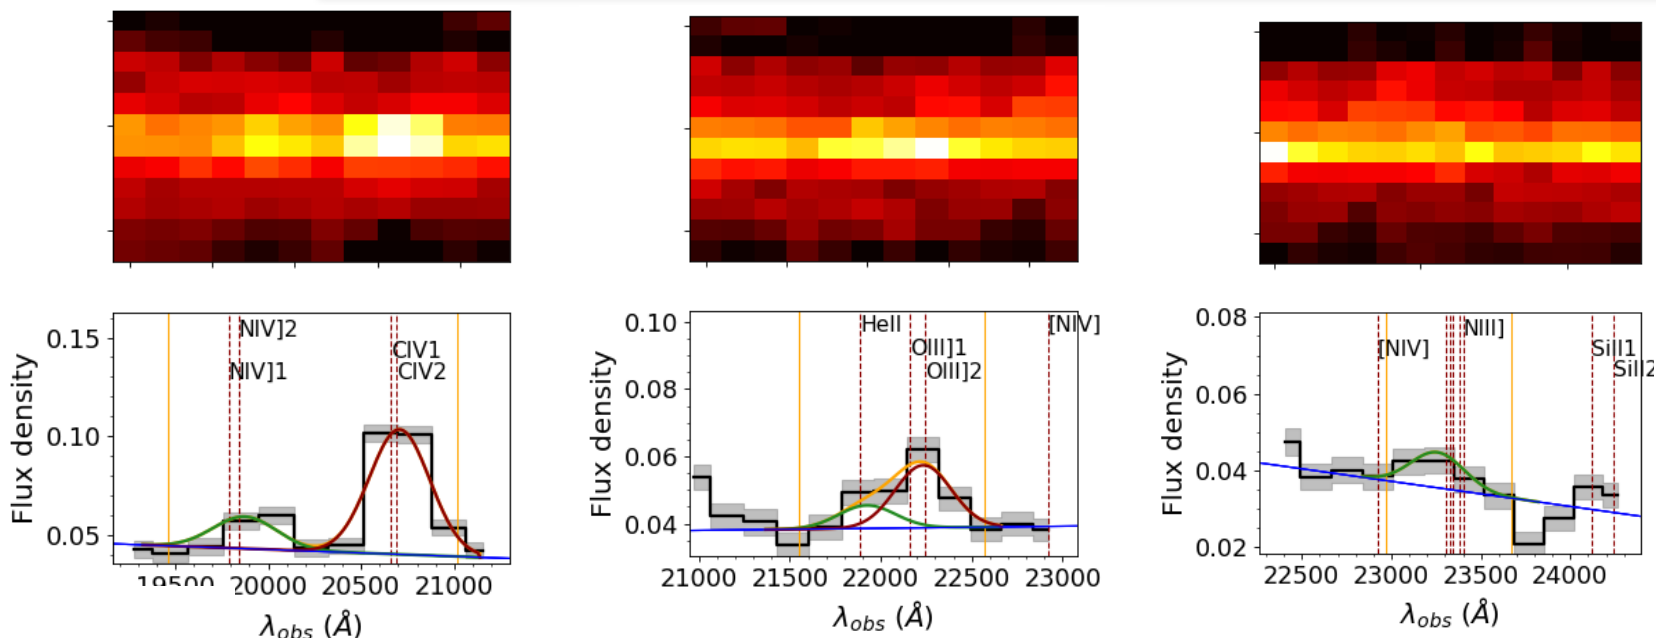 0.15
0.10
0.05
Flux density
NIV]2
NIV]1
CIV1
CIV2
20000 20500 21000
λobs (Å)
0.10
0.08
0.06
0.04
Flux density
HeII
OIII]1
OIII]2
[NIV]
21000 21500 22000 22500 23000
λobs (Å)
0.08
0.06
0.04
0.02
Flux density
[NIV]
NIII]
SiII1
SiII2
22500 23000 23500 24000
λobs (Å)